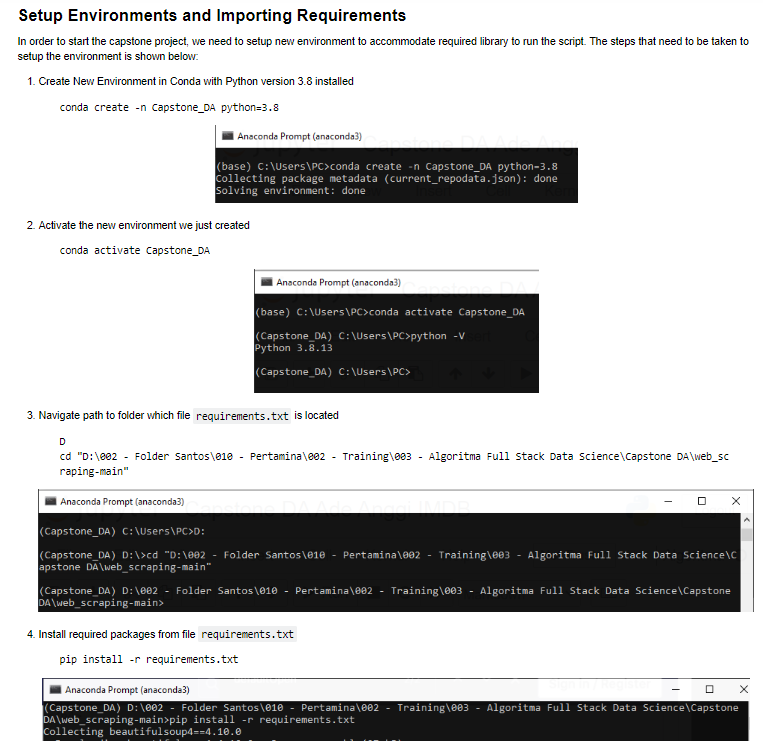 Setup Environments and Importing Requirements
In order to start the capstone project, we need to setup new environment to accommodate required library to run the script. The steps that need to be taken to
setup the environment is shown below:
1. Create New Environment in Conda with Python version 3.8 installed
conda create -n Capstone_DA python=3.8
Anaconda Prompt (anaconda3)
(base) C:\Users\PC>conda create -n Capstone_DA python=3.8
Collecting package metadata (current_repodata.json): done
Solving environment: done
2. Activate the new environment we just created
conda activate Capstone_DA
Anaconda Prompt (anaconda3)
(base) C:\Users\PC>conda activate Capstone_DA
(Capstone_DA) C:\Users\PC>python -V
Python 3.8.13
(Capstone_DA) C:\Users\PC>
3. Navigate path to folder which file requirements.txt is located
D
cd "D:\002 - Folder Santos\010 - Pertamina\002 - Training\003 - Algoritma Full Stack Data Science\Capstone DA\web_sc
raping-main"
Anaconda Prompt (anaconda3)
(Capstone_DA) C:\Users\PC>D:
(Capstone_DA) D:\>cd "D:\002 - Folder Santos\010 - Pertamina\002 - Training\003 - Algoritma Full Stack Data Science\C
apstone DA\web_scraping-main"
(Capstone_DA) D:\002 - Folder Santos\010 - Pertamina\002 - Training\003 - Algoritma Full Stack Data Science\Capstone
DA\web_scraping-main>
4. Install required packages from file requirements.txt
pip install -r requirements.txt
Anaconda Prompt (anaconda3)
(Capstone_DA) D:\002 - Folder Santos\010 - Pertamina\002 - Training\003 - Algoritma Full Stack Data Science\Capstone
DA\web_scraping-main>pip install -r requirements.txt
Collecting beautifulsoup4==4.10.0